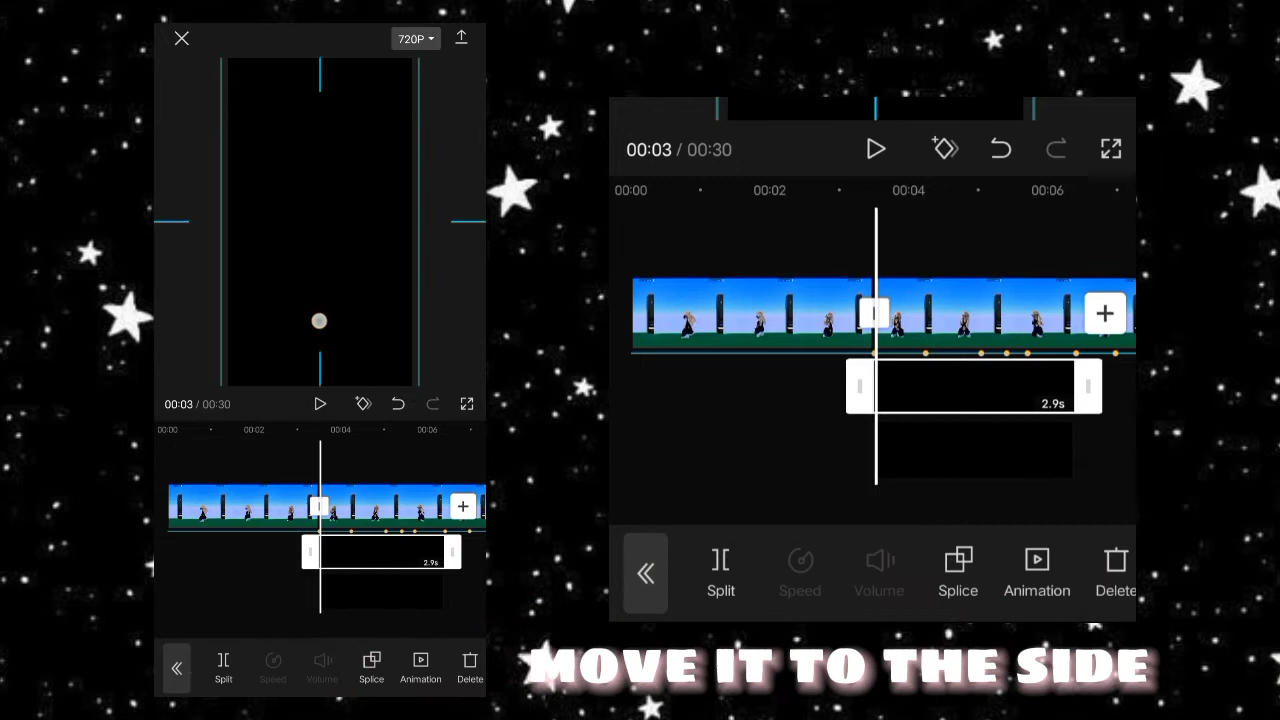 720P
00:03 / 00:30
00:00 00:02 00:04 00:06
2.9s
Split Speed Volume Splice Animation Delete
00:03 / 00:30
00:00 00:02 00:04 00:06
2.9s
Split Speed Volume Splice Animation Delete
MOVE IT TO THE SIDE